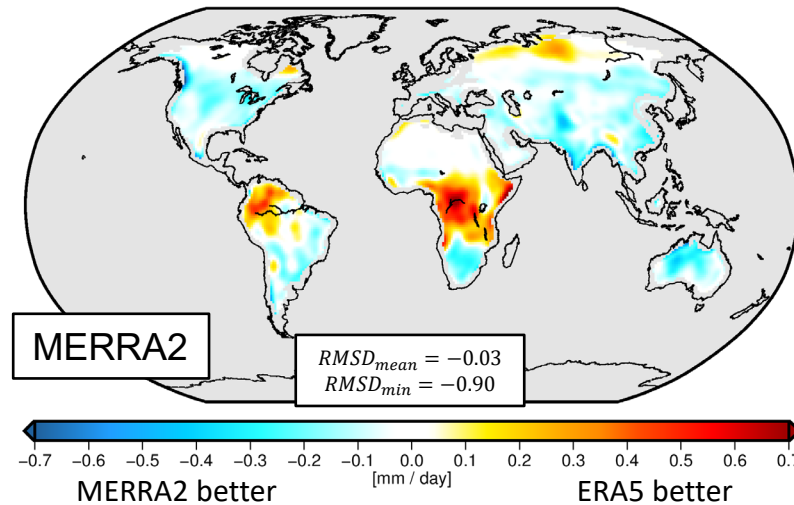 MERRA2
RMSD_mean = −0.03
RMSD_min = −0.90
−0.7 −0.6 −0.5 −0.4 −0.3 −0.2 −0.1 0.0 0.1 0.2 0.3 0.4 0.5 0.6 0.7
[mm / day]
MERRA2 better ERA5 better